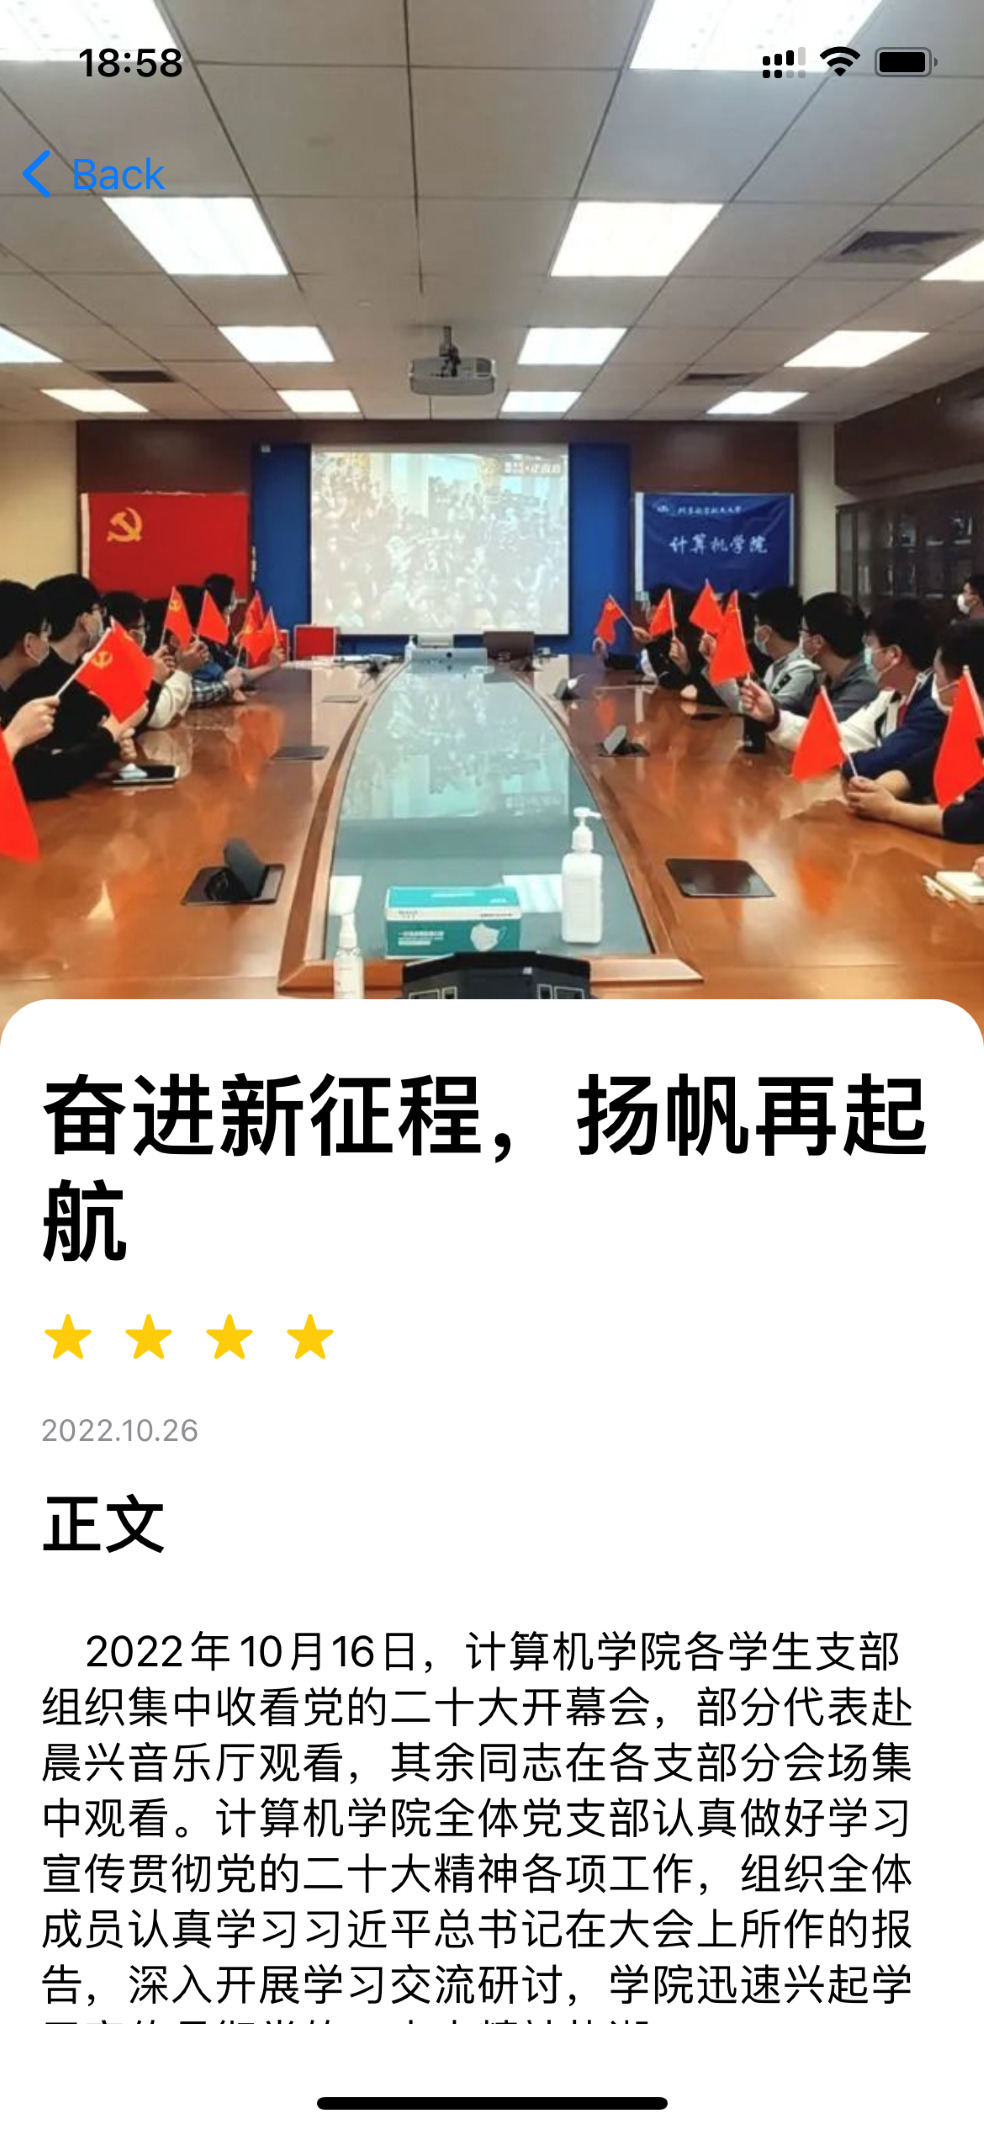 18:58
Back
计算机学院
奋进新征程，扬帆再起
航
2022.10.26
正文
2022年10月16日，计算机学院各学生支部
组织集中收看党的二十大开幕会，部分代表赴
晨兴音乐厅观看，其余同志在各支部分会场集
中观看。计算机学院全体党支部认真做好学习
宣传贯彻党的二十大精神各项工作，组织全体
成员认真学习习近平总书记在大会上所作的报
告，深入开展学习交流研讨，学院迅速兴起学